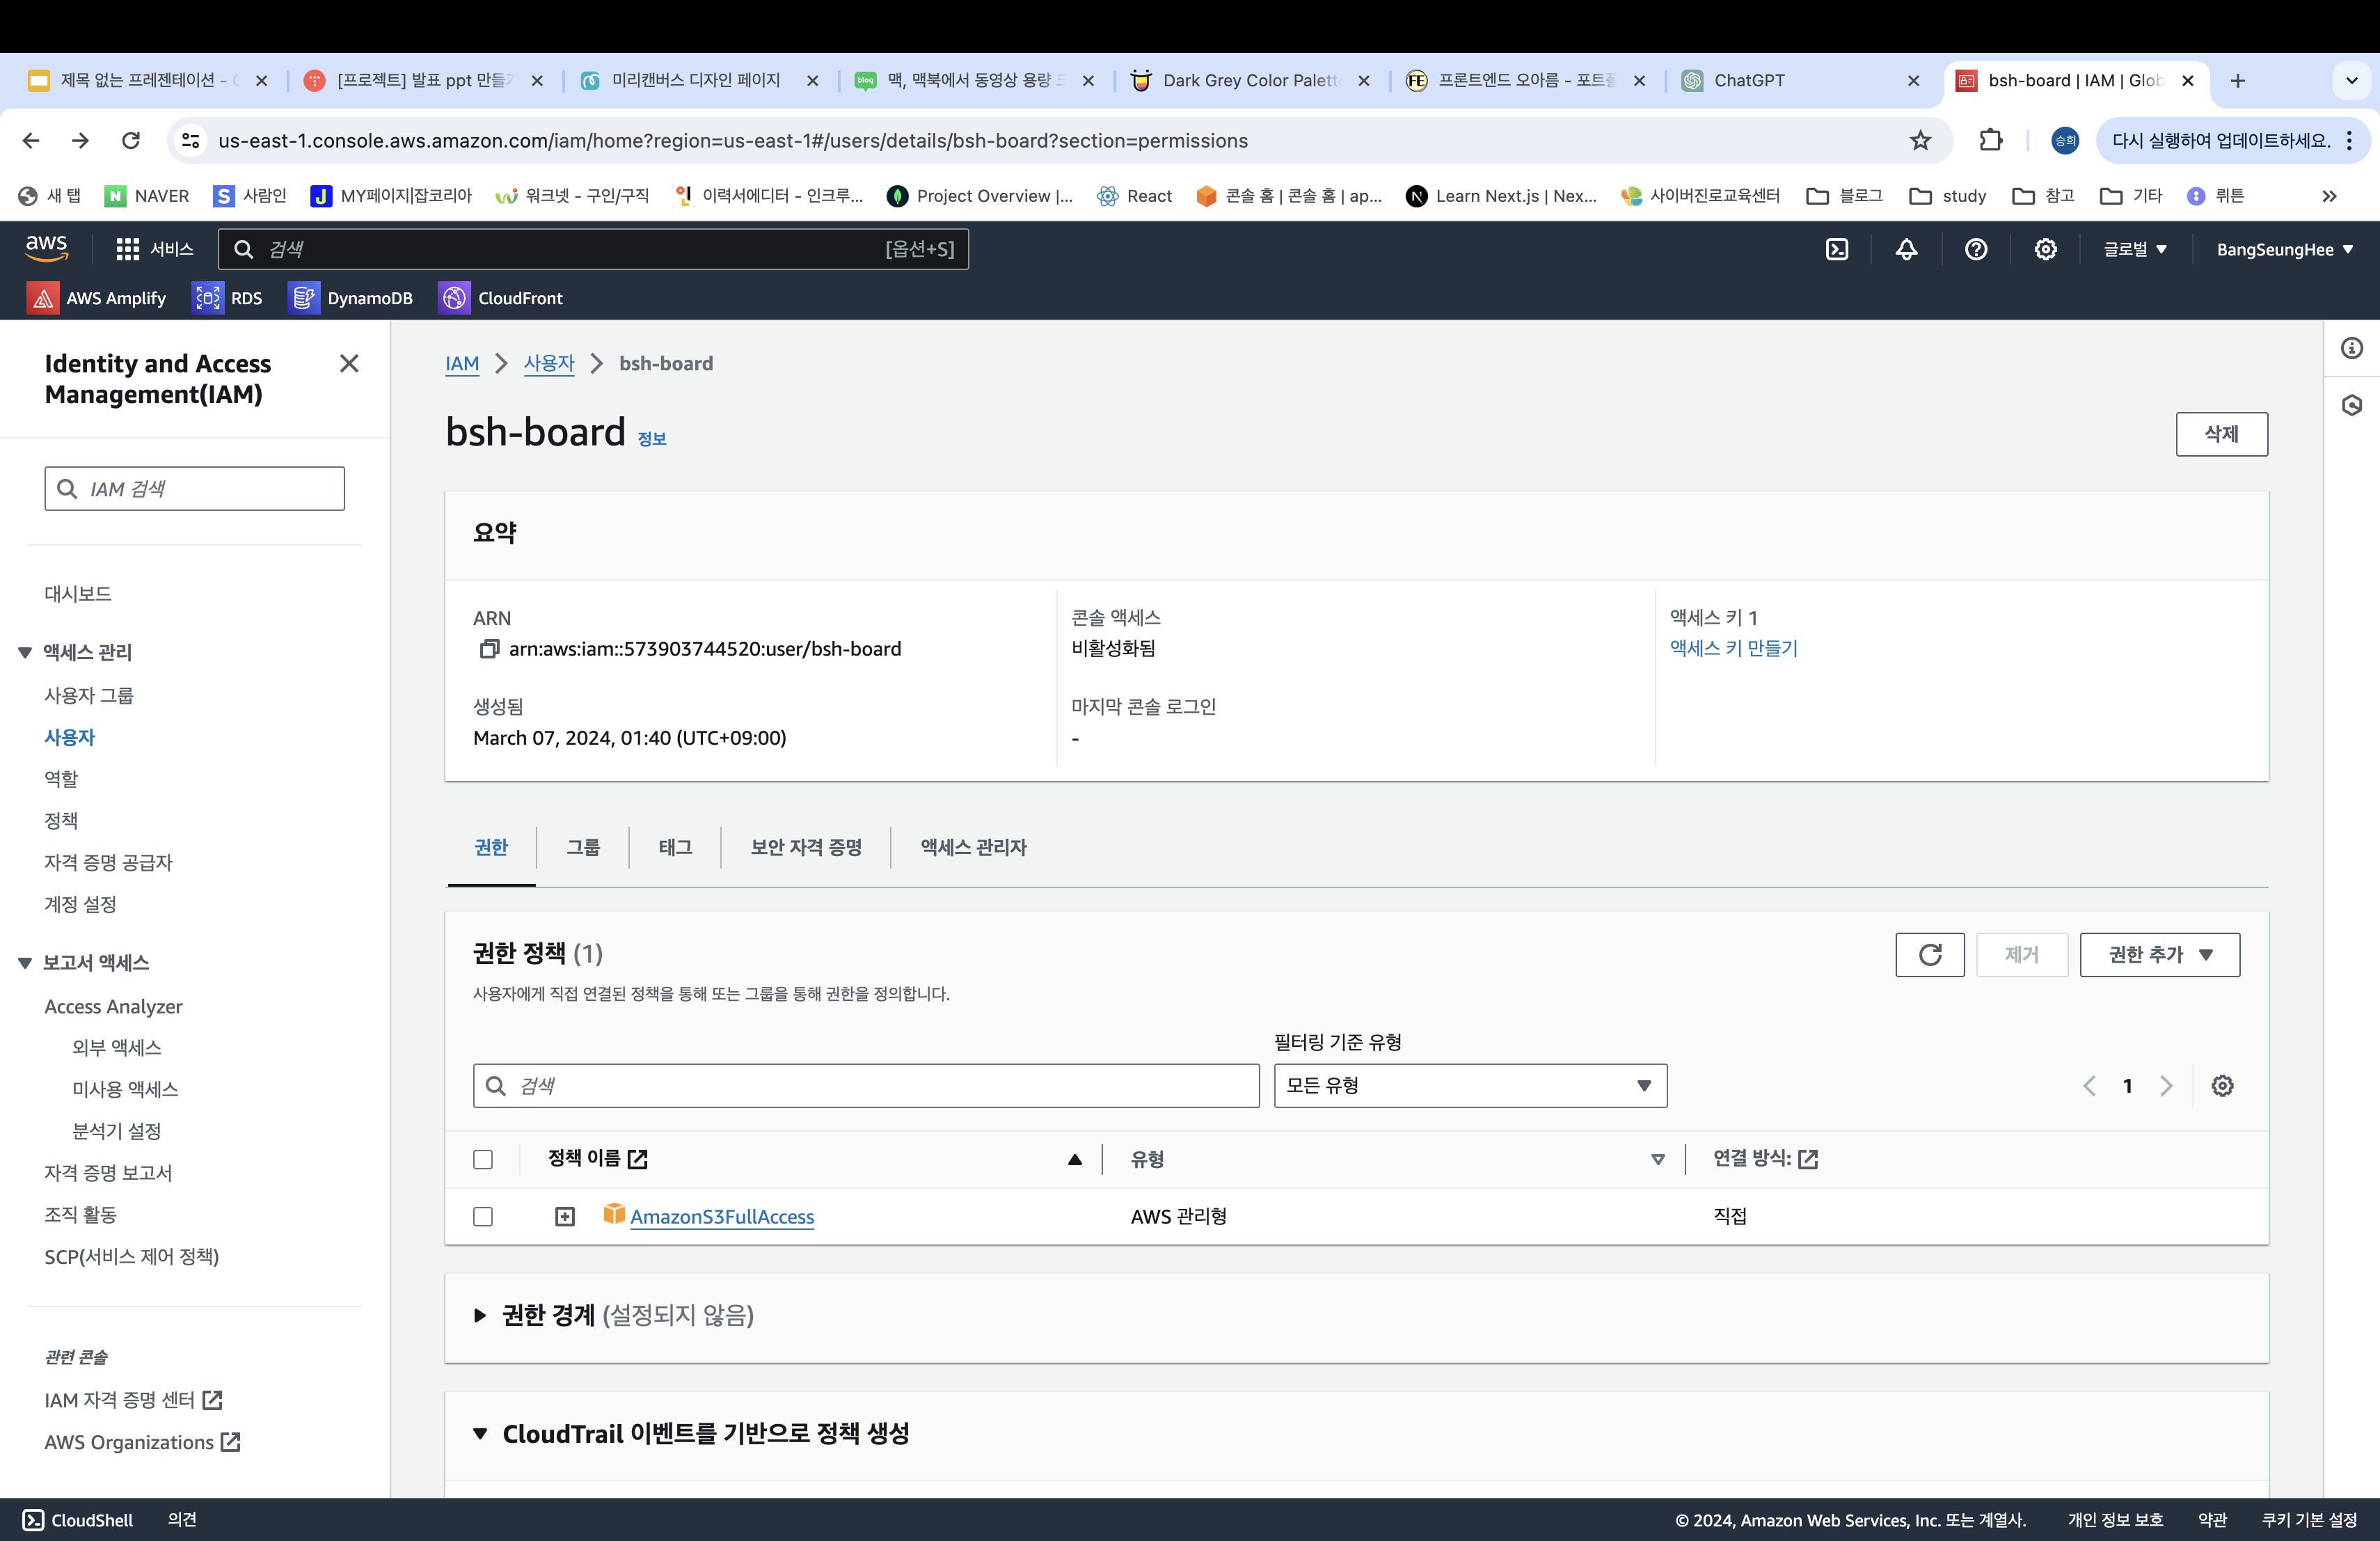 제목 없는 프레젠테이션 -
[프로젝트] 발표 ppt 만들기
미리캔버스 디자인 페이지
blog
맥, 맥북에서 동영상 용량
Dark Grey Color Palett
FE
프론트엔드 오아름 - 포트폴
ChatGPT
bsh-board | IAM | Glob
us-east-1.console.aws.amazon.com/iam/home?region=us-east-1#/users/details/bsh-board?section=permissions
승희
다시 실행하여 업데이트하세요.
새 탭
NAVER
사람인
MY페이지|잡코리아
워크넷 - 구인/구직
이력서에디터 - 인크루...
Project Overview |...
React
콘솔 홈 | 콘솔 홈 | ap...
Learn Next.js | Nex...
사이버진로교육센터
블로그
study
참고
기타
뤼튼
aws
서비스
검색
[옵션+S]
글로벌
BangSeungHee
AWS Amplify
RDS
DynamoDB
CloudFront
Identity and Access
Management(IAM)
IAM 검색
대시보드
액세스 관리
사용자 그룹
사용자
역할
정책
자격 증명 공급자
계정 설정
보고서 액세스
Access Analyzer
외부 액세스
미사용 액세스
분석기 설정
자격 증명 보고서
조직 활동
SCP(서비스 제어 정책)
관련 콘솔
IAM 자격 증명 센터
AWS Organizations
IAM
사용자
bsh-board
bsh-board 정보
삭제
요약
ARN
arn:aws:iam::573903744520:user/bsh-board
생성됨
March 07, 2024, 01:40 (UTC+09:00)
콘솔 액세스
비활성화됨
마지막 콘솔 로그인
-
액세스 키 1
액세스 키 만들기
권한
그룹
태그
보안 자격 증명
액세스 관리자
권한 정책 (1)
제거
권한 추가
사용자에게 직접 연결된 정책을 통해 또는 그룹을 통해 권한을 정의합니다.
필터링 기준 유형
검색
모든 유형
1
정책 이름
유형
연결 방식:
AmazonS3FullAccess
AWS 관리형
직접
권한 경계 (설정되지 않음)
CloudTrail 이벤트를 기반으로 정책 생성
CloudShell
의견
© 2024, Amazon Web Services, Inc. 또는 계열사.
개인 정보 보호
약관
쿠키 기본 설정